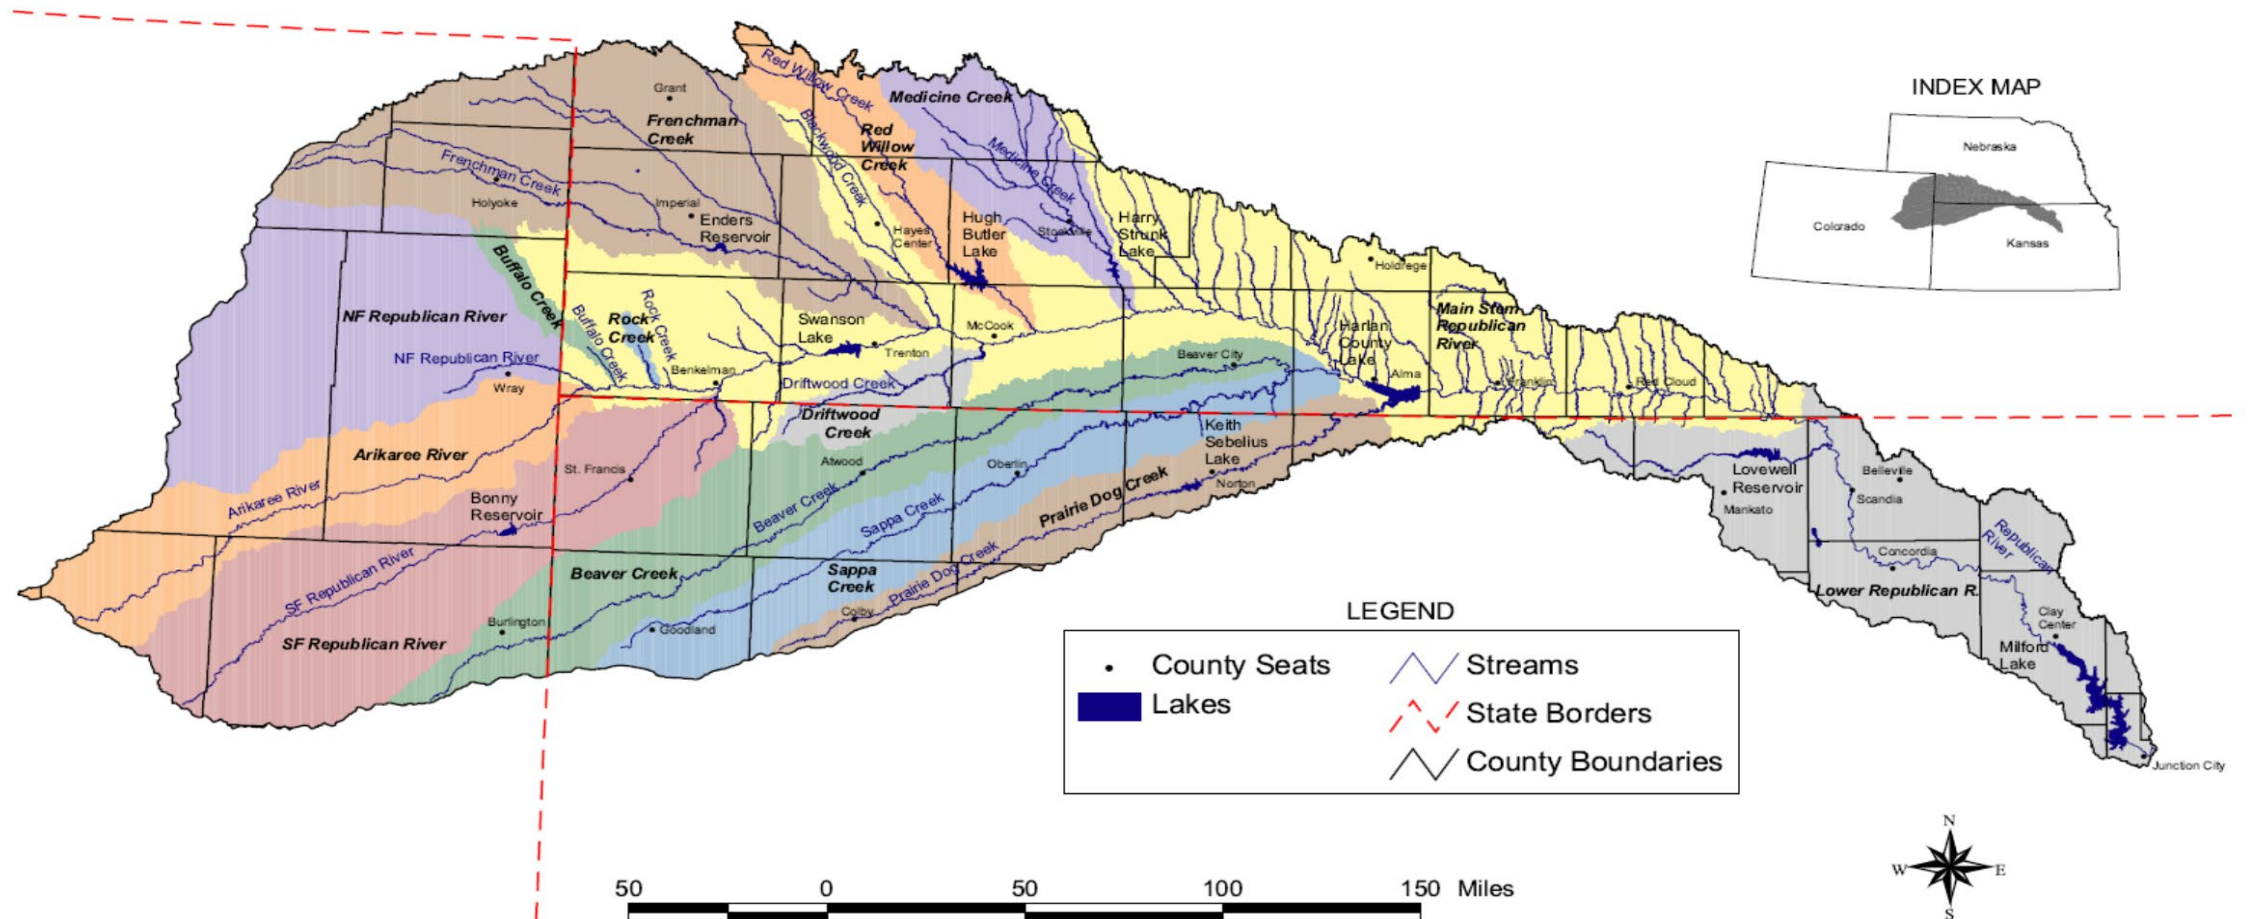 INDEX MAP
Nebraska
Colorado
Kansas
Red Willow Creek
Medicine Creek
Grant
Frenchman
Creek
Blackwood Creek
Red
Willow
Creek
Medicine Creek
Frenchman Creek
Holyoke
Imperial
Enders
Reservoir
Hayes
Center
Hugh
Butler
Lake
Stockville
Harry
Strunk
Lake
Holdrege
Buffalo Creek
NF Republican River
Buffalo Creek
Rock
Creek
Rock Creek
Swanson
Lake
McCook
Trenton
Harlan
County
Lake
Main Stem
Republican
River
NF Republican River
Wray
Benkelman
Driftwood Creek
Beaver City
Alma
Franklin
Red Cloud
Driftwood
Creek
Arikaree River
St. Francis
Atwood
Oberlin
Keith
Sebelius
Lake
Norton
Lovewell
Reservoir
Mankato
Belleville
Scandia
Arikaree River
Bonny
Reservoir
Beaver Creek
Sappa Creek
Prairie Dog Creek
Republican
River
SF Republican River
Beaver Creek
Sappa
Creek
Prairie Dog Creek
Concordia
Lower Republican R.
SF Republican River
Burlington
Goodland
Colby
Clay
Center
Milford
Lake
Junction City
LEGEND
County Seats
Lakes
Streams
State Borders
County Boundaries
N
W
E
S
50 0 50 100 150 Miles